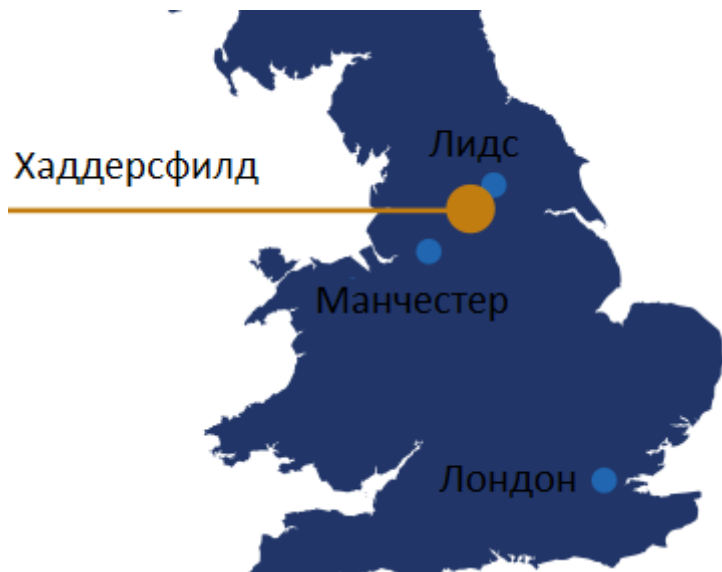 Лидс
Хаддерсфилд
Манчестер
Лондон